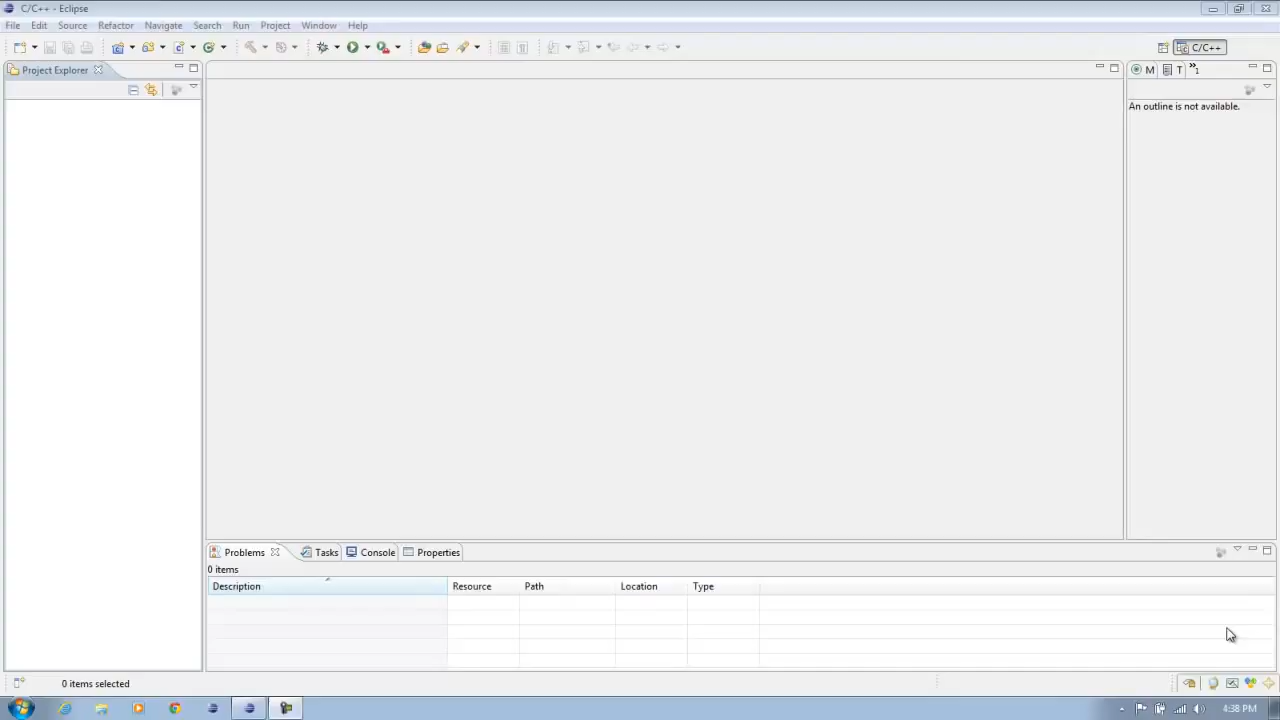 C/C++ - Eclipse
File Edit Source Refactor Navigate Search Run Project Window Help
C/C++
Project Explorer
M T »1
An outline is not available.
Problems Tasks Console Properties
0 items
Description Resource Path Location Type
0 items selected
4:38 PM